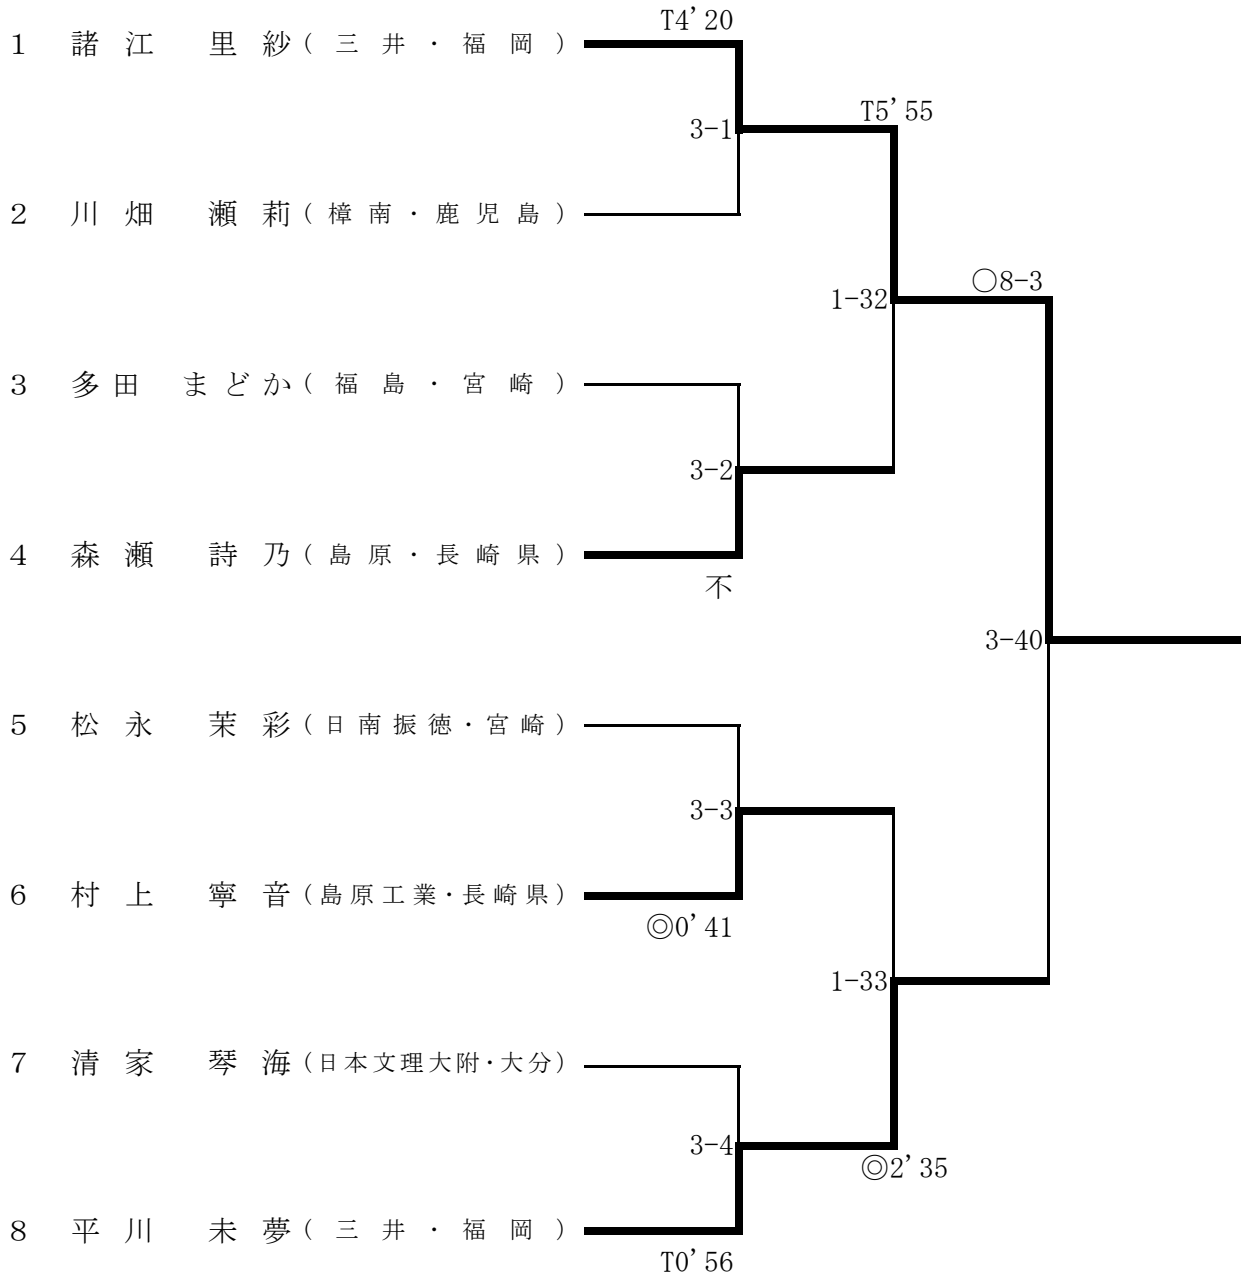 T4'20
1 諸江 里紗(三井・福岡)
T5'55
3-1
2 川畑 瀬莉(樟南・鹿児島)
○8-3
1-32
3 多田 まどか(福島・宮崎)
3-2
4 森瀬 詩乃(島原・長崎県)
不
3-40
5 松永 茉彩(日南振徳・宮崎)
3-3
6 村上 寧音(島原工業・長崎県)
◎0'41
1-33
7 清家 琴海(日本文理大附・大分)
3-4
◎2'35
8 平川 未夢(三井・福岡)
T0'56